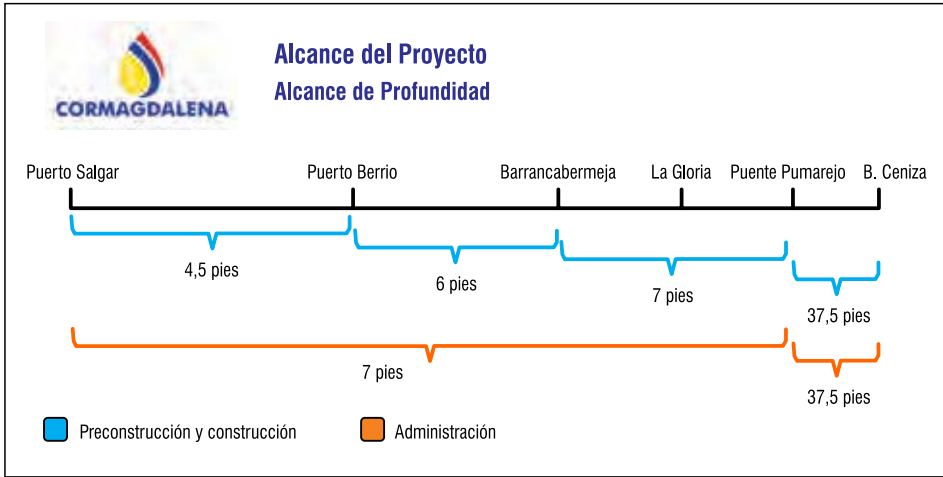 CORMAGDALENA
Alcance del Proyecto
Alcance de Profundidad
Puerto Salgar
Puerto Berrio
Barrancabermeja
La Gloria
Puente Pumarejo
B. Ceniza
4,5 pies
6 pies
7 pies
37,5 pies
7 pies
37,5 pies
Preconstrucción y construcción
Administración